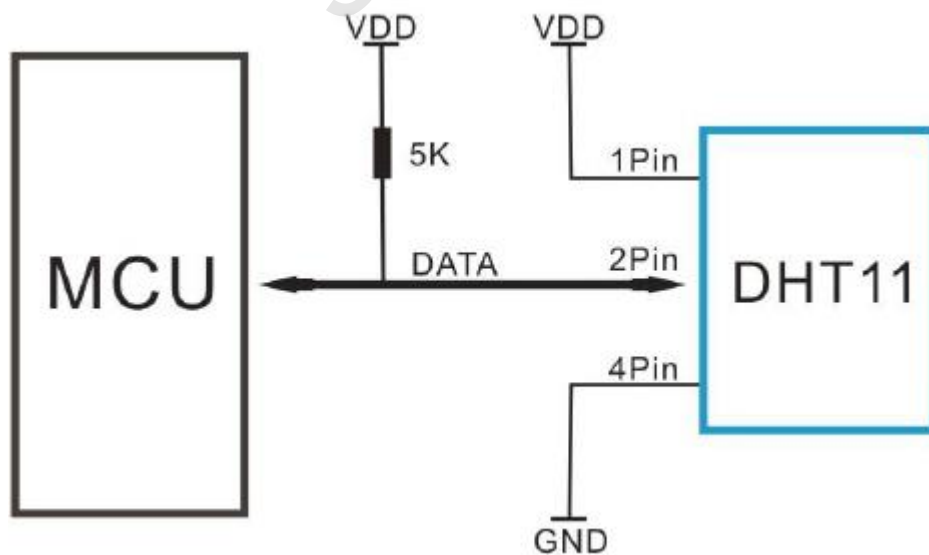 VDD
VDD
5K
1Pin
MCU
DATA
2Pin
DHT11
4Pin
GND